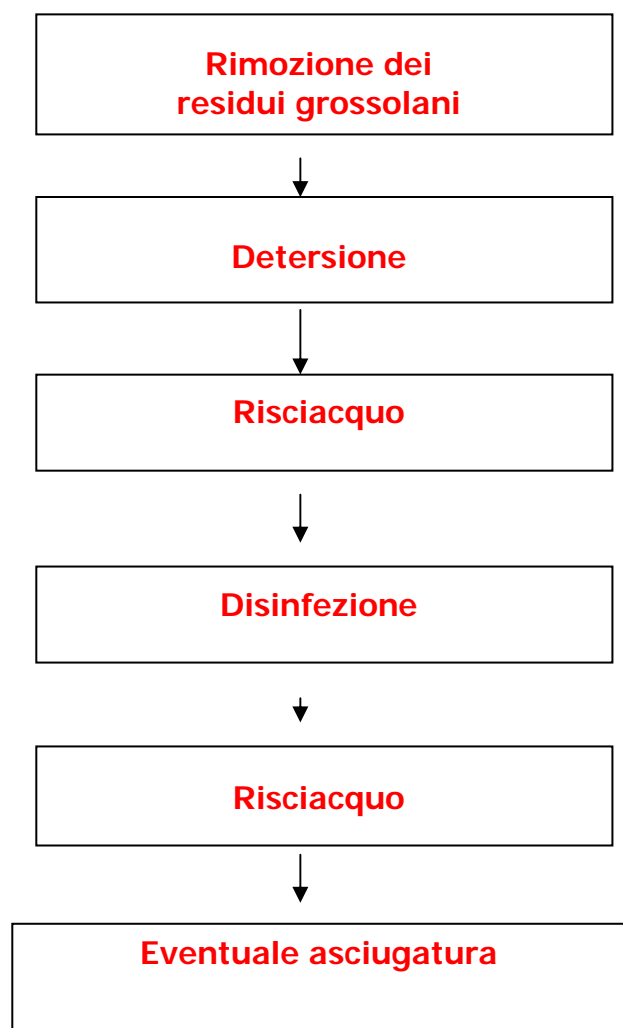 Rimozione dei
residui grossolani
Detersione
Risciacquo
Disinfezione
Risciacquo
Eventuale asciugatura